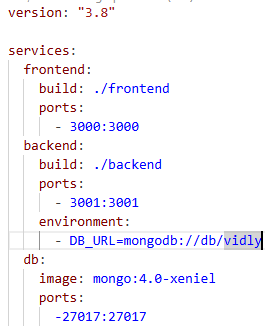 version: "3.8"
services:
  frontend:
    build: ./frontend
    ports:
      - 3000:3000
  backend:
    build: ./backend
    ports:
      - 3001:3001
    environment:
      - DB_URL=mongodb://db/vidly
  db:
    image: mongo:4.0-xeniel
    ports:
      -27017:27017